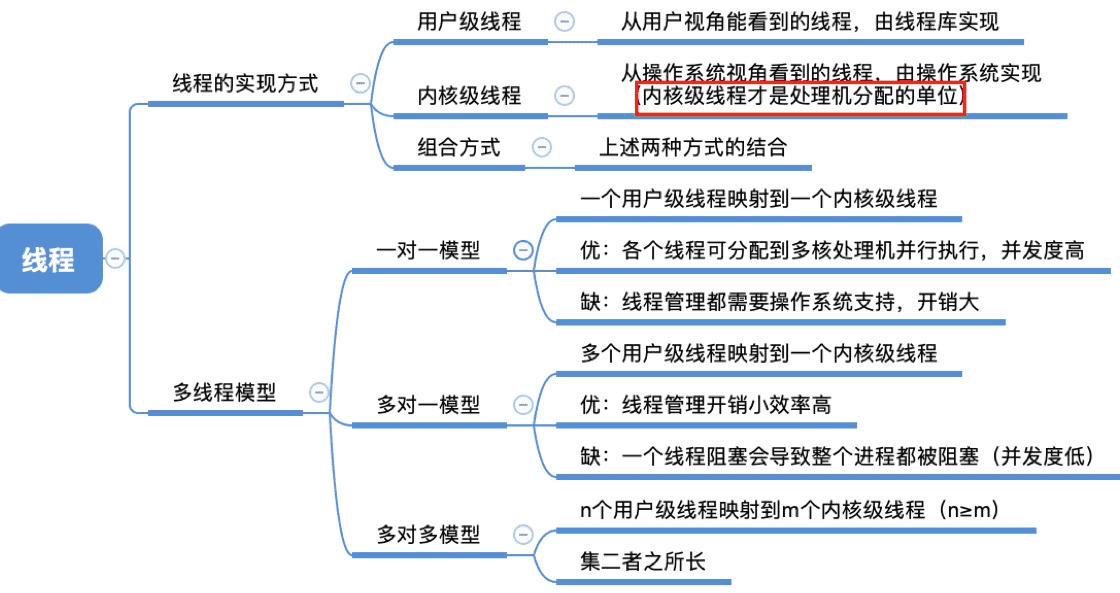 线程
线程的实现方式
用户级线程
从用户视角能看到的线程，由线程库实现
内核级线程
从操作系统视角看到的线程，由操作系统实现
（内核级线程才是处理机分配的单位）
组合方式
上述两种方式的结合
多线程模型
一对一模型
一个用户级线程映射到一个内核级线程
优：各个线程可分配到多核处理机并行执行，并发度高
缺：线程管理都需要操作系统支持，开销大
多对一模型
多个用户级线程映射到一个内核级线程
优：线程管理开销小效率高
缺：一个线程阻塞会导致整个进程都被阻塞（并发度低）
多对多模型
n个用户级线程映射到m个内核级线程（n≥m）
集二者之所长